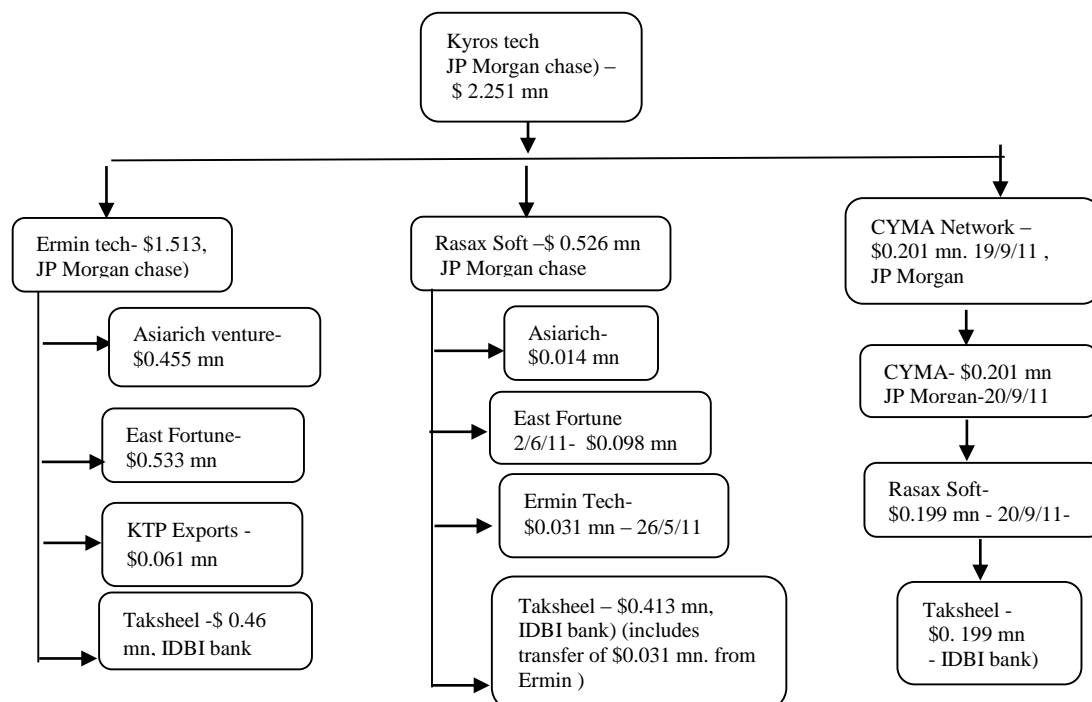 Kyros tech
JP Morgan chase) –
$ 2.251 mn
Ermin tech- $1.513,
JP Morgan chase)
Asiarich venture-
$0.455 mn
East Fortune-
$0.533 mn
KTP Exports -
$0.061 mn
Taksheel -$ 0.46
mn, IDBI bank
Rasax Soft –$ 0.526 mn
JP Morgan chase
Asiarich-
$0.014 mn
East Fortune
2/6/11- $0.098 mn
Ermin Tech-
$0.031 mn – 26/5/11
Taksheel – $0.413 mn,
IDBI bank) (includes
transfer of $0.031 mn. from
Ermin )
CYMA Network –
$0.201 mn. 19/9/11 ,
JP Morgan
CYMA- $0.201 mn
JP Morgan-20/9/11
Rasax Soft-
$0.199 mn - 20/9/11-
Taksheel -
$0. 199 mn
- IDBI bank)